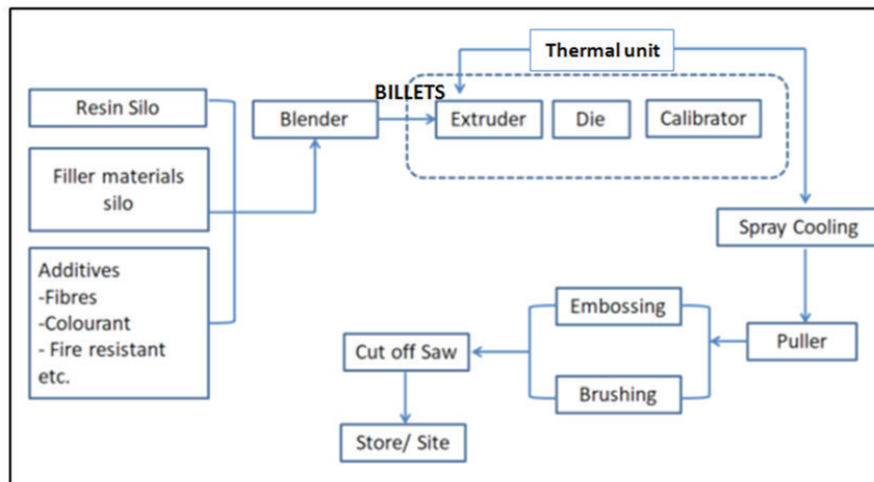 Thermal unit
Resin Silo
BILLETS
Blender
Extruder
Die
Calibrator
Filler materials
silo
Spray Cooling
Additives
-Fibres
-Colourant
- Fire resistant
etc.
Embossing
Cut off Saw
Puller
Brushing
Store/ Site